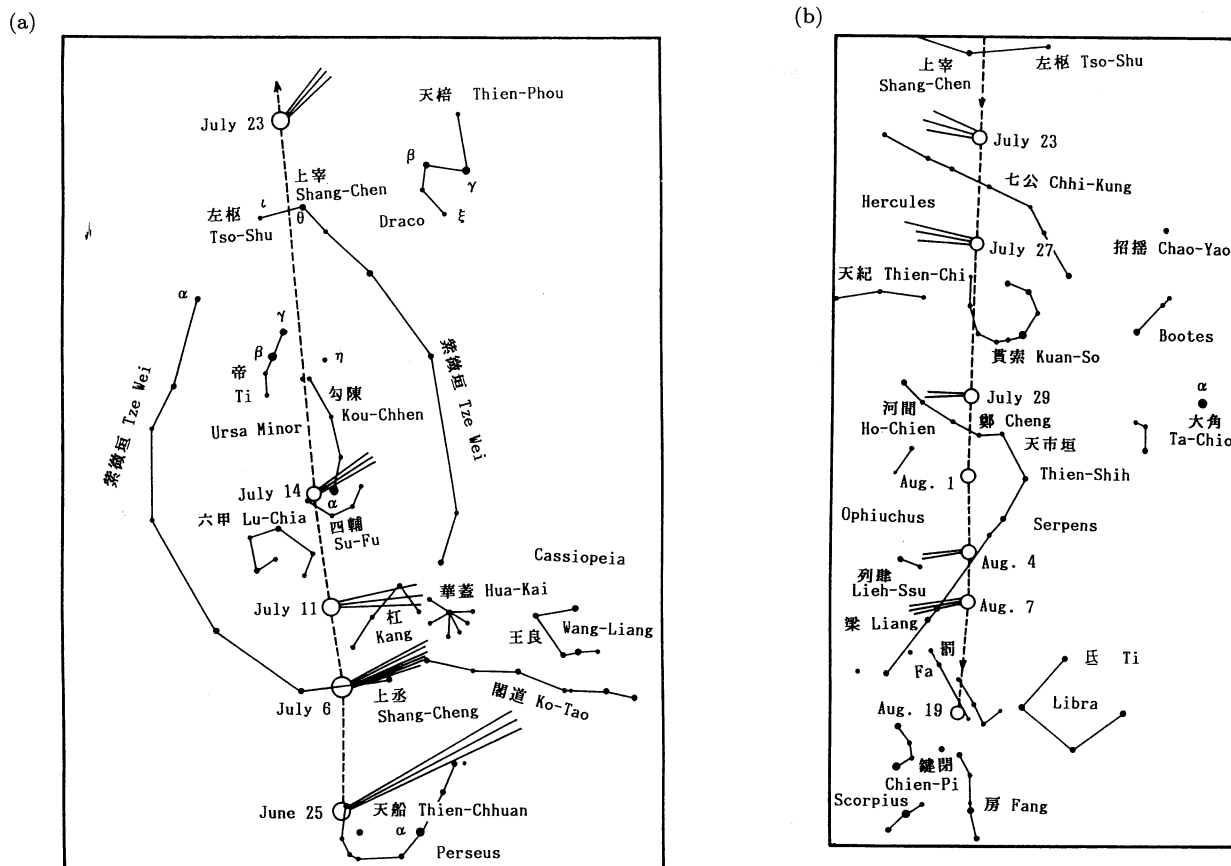 (a)
July 23
天棓 Thien-Phou
β
γ
ξ
Draco
上宰
Shang-Chen
左枢
Tso-Shu
ι
θ
α
γ
β
η
帝
Ti
勾陳
Kou-Chhen
Ursa Minor
紫微垣 Tze Wei
紫微垣 Tze Wei
July 14
α
六甲 Lu-Chia
四輔
Su-Fu
Cassiopeia
July 11
華蓋 Hua-Kai
杠
Kang
王良
Wang-Liang
July 6
上丞
Shang-Cheng
閣道 Ko-Tao
June 25
天船 Thien-Chhuan
α
Perseus
(b)
上宰
Shang-Chen
左枢 Tso-Shu
July 23
七公 Chhi-Kung
Hercules
July 27
招揺 Chao-Yao
天紀 Thien-Chi
Bootes
貫索 Kuan-So
July 29
α
大角
Ta-Chio
河間
Ho-Chien
鄭 Cheng
天市垣
Thien-Shih
Aug. 1
Ophiuchus
Serpens
Aug. 4
列肆
Lieh-Ssu
Aug. 7
梁 Liang
罰
Fa
氐 Ti
Aug. 19
Libra
鍵閉
Chien-Pi
Scorpius
房 Fang